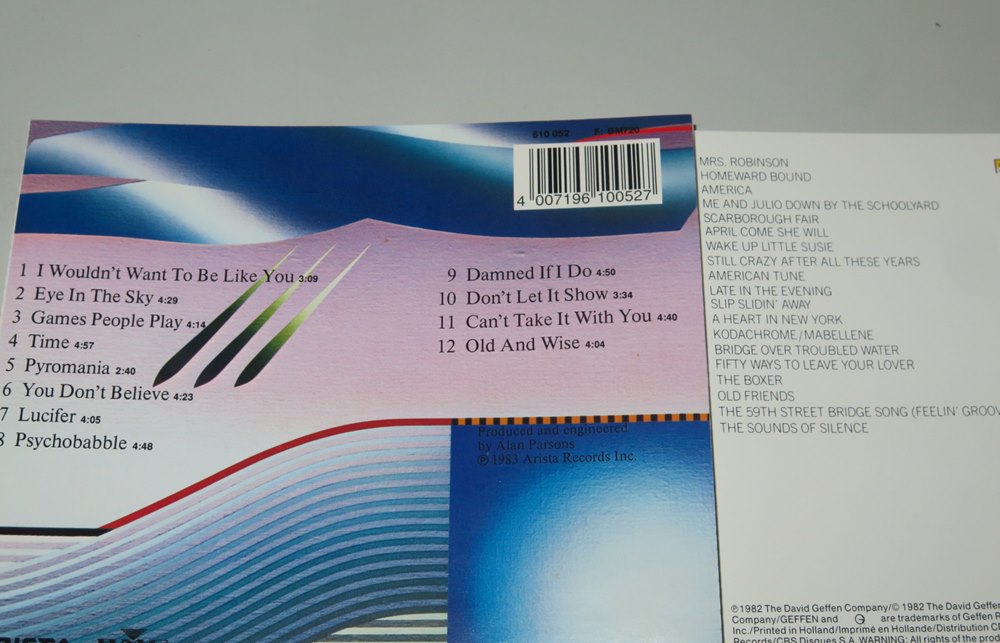 610 052 E: BM720
4 007196 100527
1 I Wouldn't Want To Be Like You 3:09
2 Eye In The Sky 4:29
3 Games People Play 4:14
4 Time 4:57
5 Pyromania 2:40
6 You Don't Believe 4:23
7 Lucifer 4:05
8 Psychobabble 4:48
9 Damned If I Do 4:50
10 Don't Let It Show 3:34
11 Can't Take It With You 4:40
12 Old And Wise 4:04
Produced and engineered
by Alan Parsons
℗ 1983 Arista Records Inc.
MRS. ROBINSON
HOMEWARD BOUND
AMERICA
ME AND JULIO DOWN BY THE SCHOOLYARD
SCARBOROUGH FAIR
APRIL COME SHE WILL
WAKE UP LITTLE SUSIE
STILL CRAZY AFTER ALL THESE YEARS
AMERICAN TUNE
LATE IN THE EVENING
SLIP SLIDIN' AWAY
A HEART IN NEW YORK
KODACHROME/MABELLENE
BRIDGE OVER TROUBLED WATER
FIFTY WAYS TO LEAVE YOUR LOVER
THE BOXER
OLD FRIENDS
THE 59TH STREET BRIDGE SONG (FEELIN' GROOV
THE SOUNDS OF SILENCE
℗ 1982 The David Geffen Company/© 1982 The David Geffen
Company/GEFFEN and G are trademarks of Geffen R
Inc./Printed in Holland/Imprimé en Hollande/Distribution C
Records/CBS Disques S.A. WARNING: All rights of the